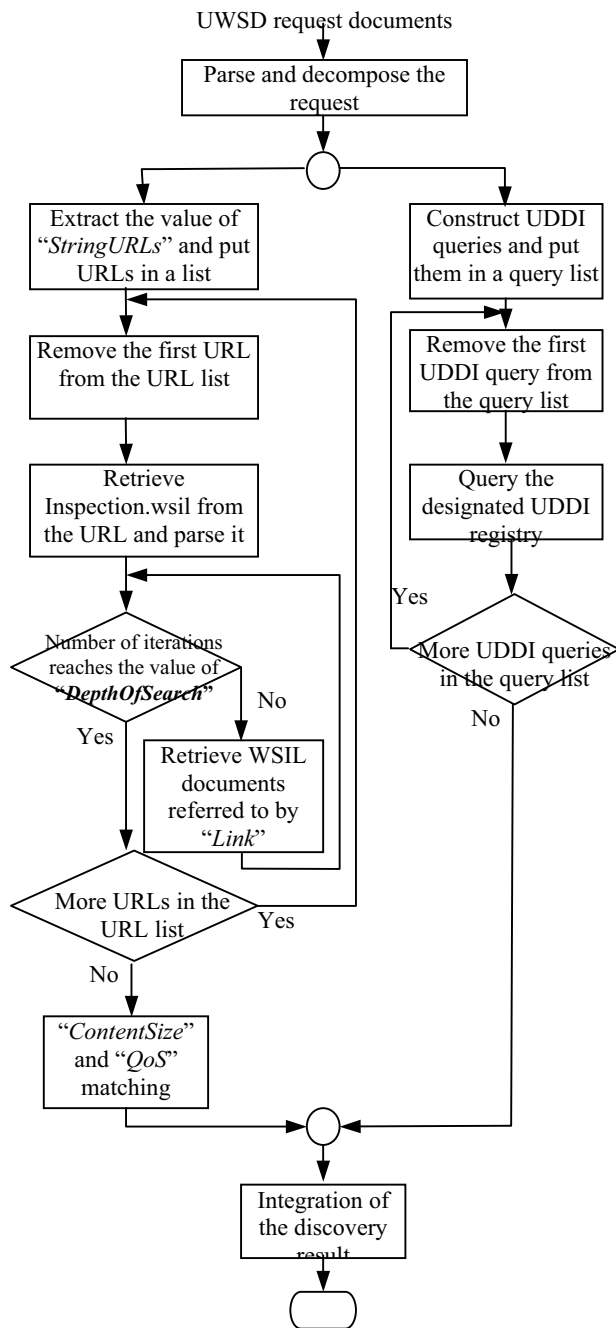 UWSD request documents
Parse and decompose the
request
Extract the value of
“StringURLs” and put
URLs in a list
Remove the first URL
from the URL list
Retrieve
Inspection.wsil from
the URL and parse it
Number of iterations
reaches the value of
“DepthOfSearch”
No
Yes
Retrieve WSIL
documents
referred to by
“Link”
More URLs in the
URL list
Yes
No
“ContentSize”
and “QoS”
matching
Construct UDDI
queries and put
them in a query list
Remove the first
UDDI query from
the query list
Query the
designated UDDI
registry
Yes
More UDDI queries
in the query list
No
Integration of
the discovery
result